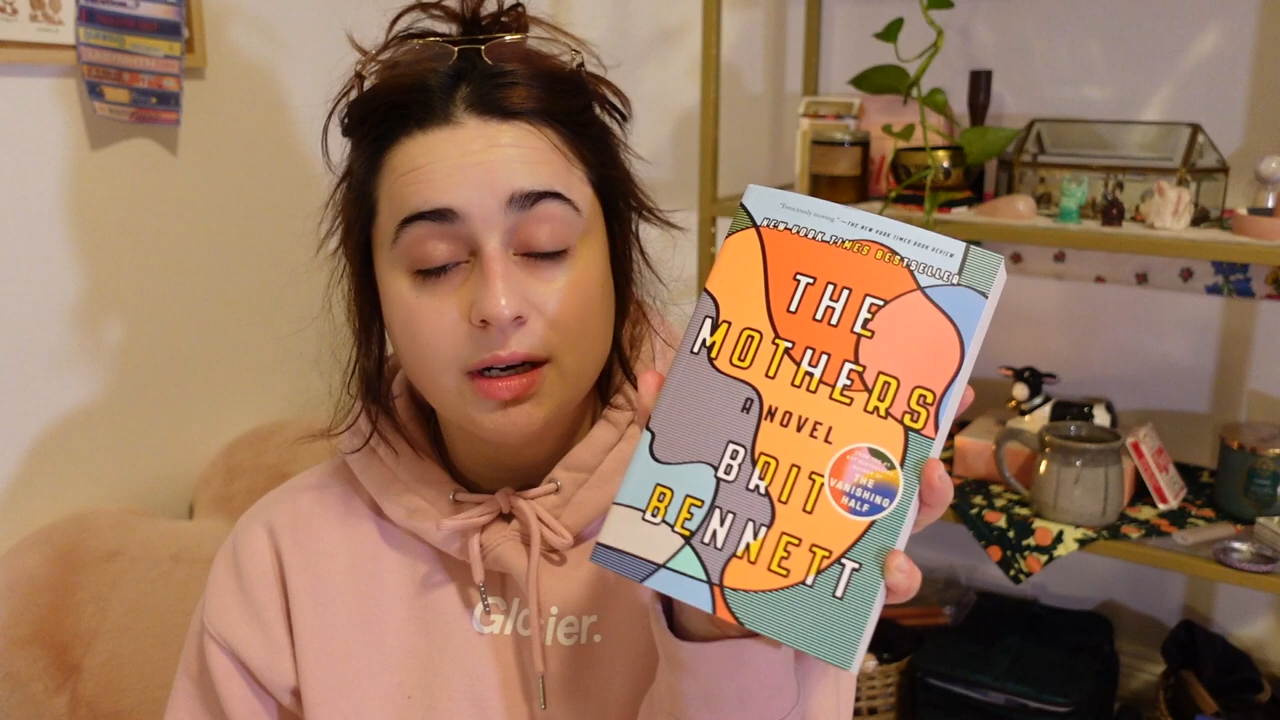 "Ferociously moving." —THE NEW YORK TIMES BOOK REVIEW
NEW YORK TIMES BESTSELLER
THE
MOTHERS
A NOVEL
BRIT
BENNETT
THE
VANISHING
HALF
Glossier.